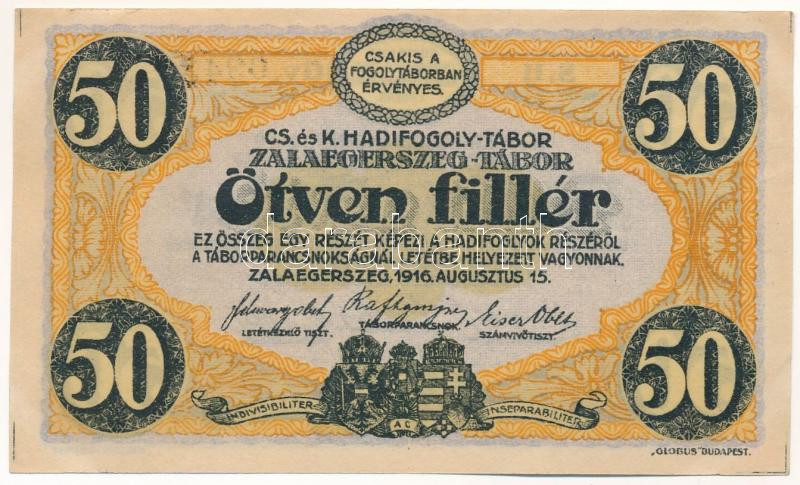 50
50
CSAKIS A
FOGOLYTÁBORBAN
ÉRVÉNYES.
CS. és K. HADIFOGOLY-TÁBOR
ZALAEGERSZEG-TÁBOR
Ötven fillér
EZ ÖSSZEG EGY RÉSZÉT KÉPEZI A HADIFOGLYOK RÉSZÉRŐL
A TÁBORPARANCSNOKSÁGNÁL LETÉTBE HELYEZETT VAGYONNAK.
ZALAEGERSZEG, 1916. AUGUSZTUS 15.
LETÉTKEZELŐ TISZT.
TÁBORPARANCSNOK.
SZÁMVIVŐTISZT.
50
50
INDIVISIBILITER
AC
INSEPARABILITER
„GLOBUS" BUDAPEST.
darabanth